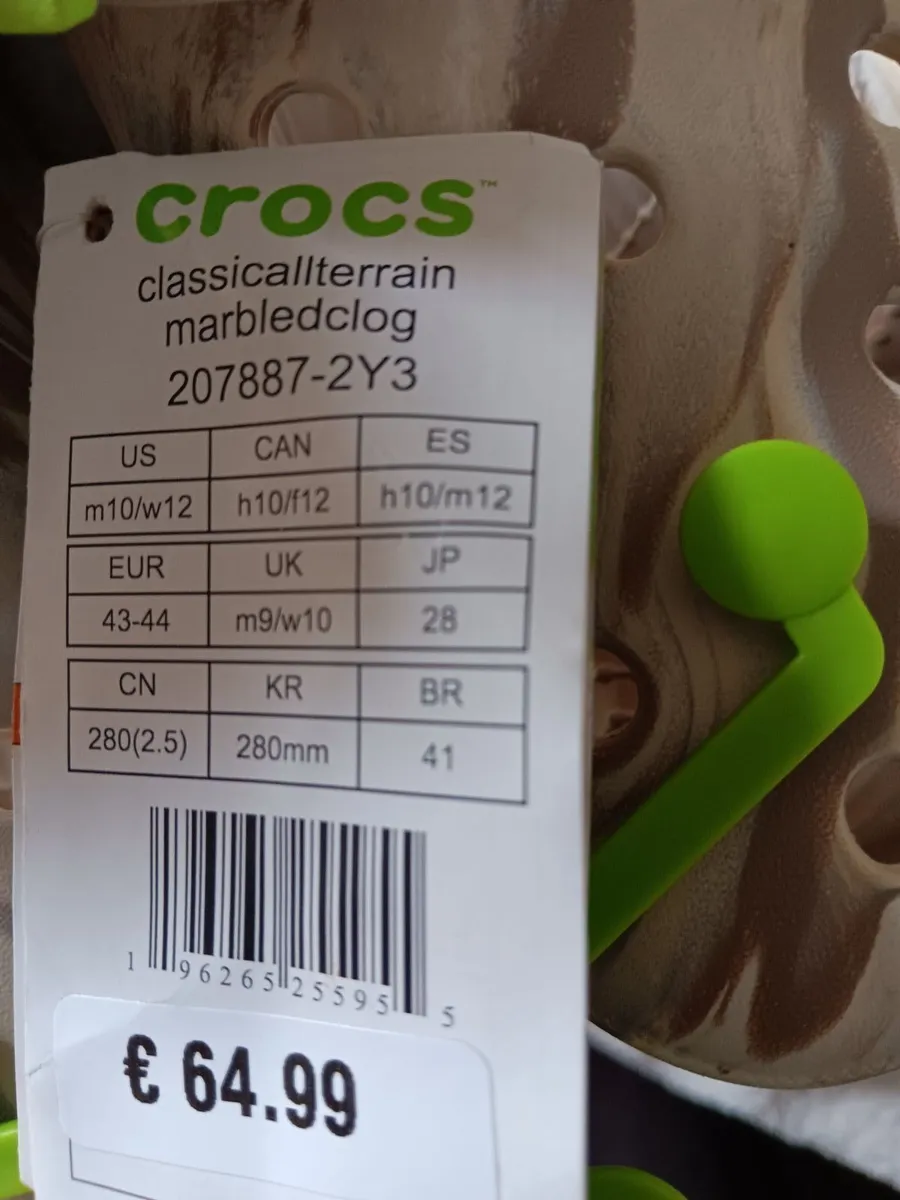 crocs™
classicallterrain
marbledclog
207887-2Y3
US CAN ES
m10/w12 h10/f12 h10/m12
EUR UK JP
43-44 m9/w10 28
CN KR BR
280(2.5) 280mm 41
1 96265 25595 5
€ 64.99